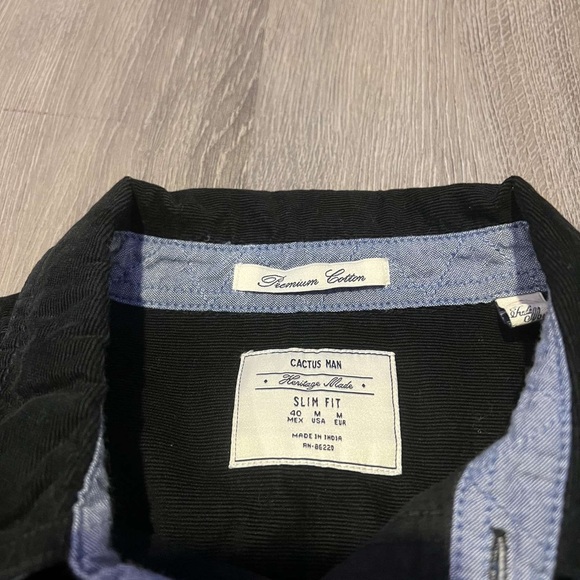 Premium Cotton
CACTUS MAN
• Heritage Made •
SLIM FIT
40 M M
MEX USA EUR
MADE IN INDIA
RN-86220